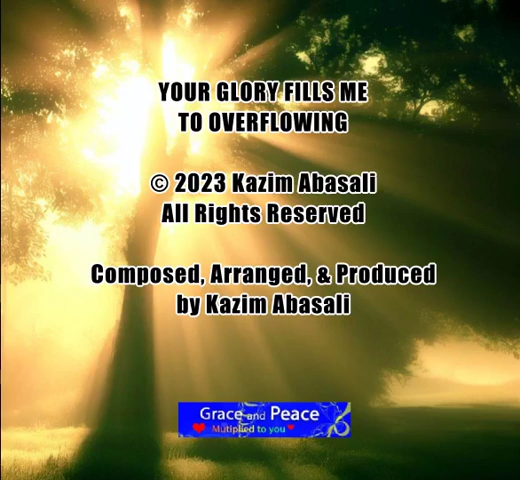 YOUR GLORY FILLS ME
TO OVERFLOWING
© 2023 Kazim Abasali
All Rights Reserved
Composed, Arranged, & Produced
by Kazim Abasali
Grace and Peace
Mutiplied to you